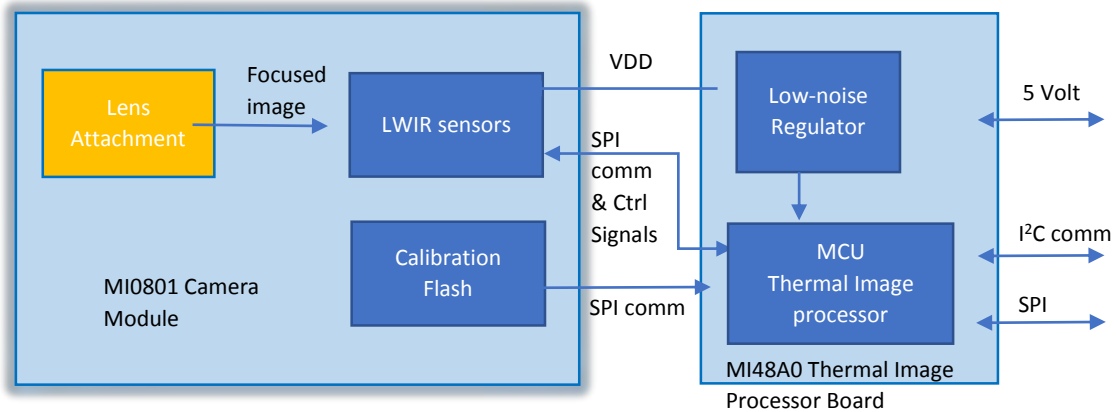 Lens
Attachment
Focused
image
LWIR sensors
Calibration
Flash
MI0801 Camera
Module
VDD
SPI
comm
& Ctrl
Signals
SPI comm
Low-noise
Regulator
MCU
Thermal Image
processor
MI48A0 Thermal Image
Processor Board
5 Volt
I²C comm
SPI